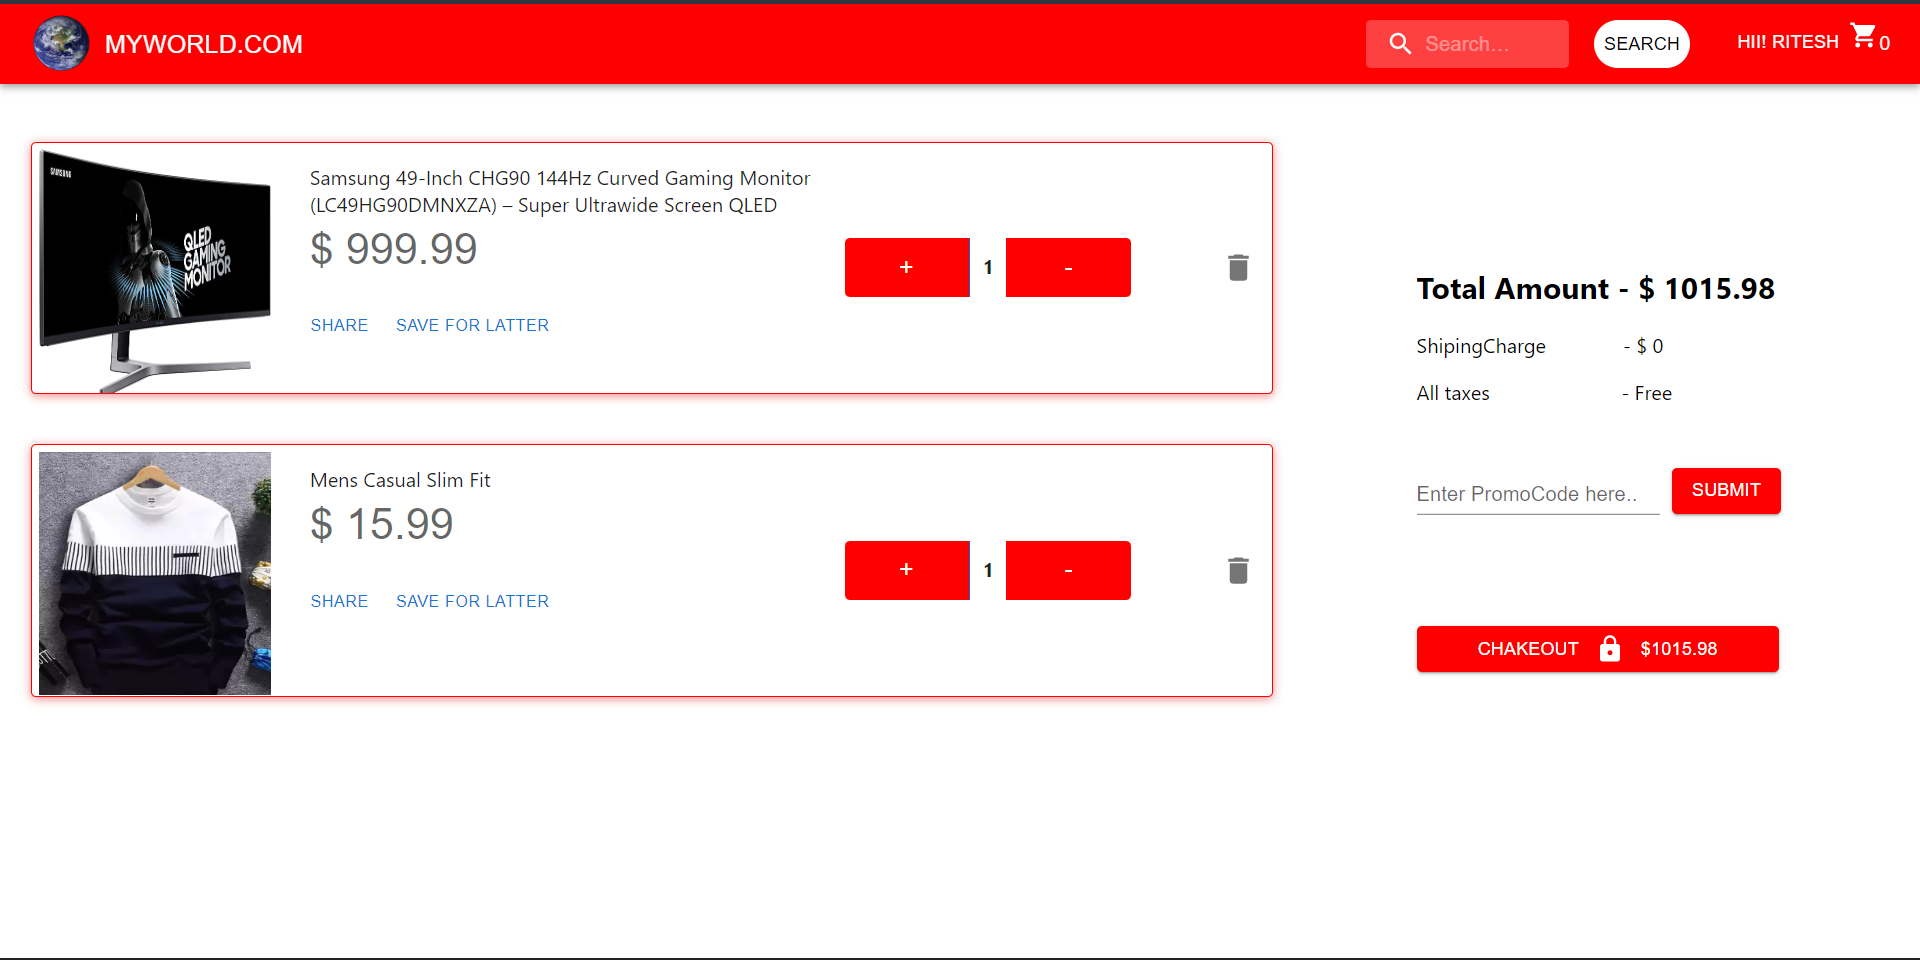 MYWORLD.COM
Search…
SEARCH
HII! RITESH
0
SAMSUNG
QLED
GAMING
MONITOR
Samsung 49-Inch CHG90 144Hz Curved Gaming Monitor
(LC49HG90DMNXZA) – Super Ultrawide Screen QLED
$ 999.99
SHARE SAVE FOR LATTER
+ 1 -
Mens Casual Slim Fit
$ 15.99
SHARE SAVE FOR LATTER
+ 1 -
Total Amount - $ 1015.98
ShipingCharge - $ 0
All taxes - Free
Enter PromoCode here..
SUBMIT
CHAKEOUT $1015.98